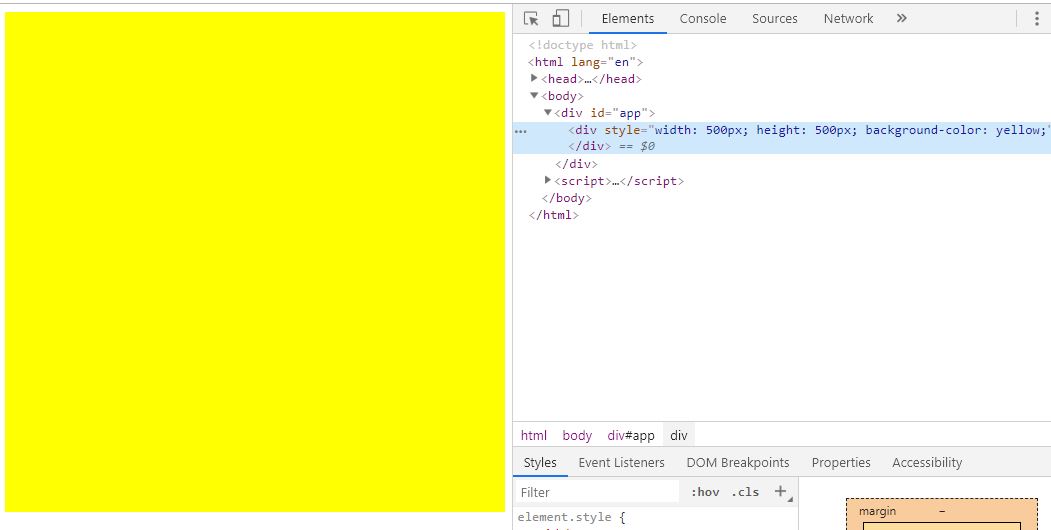 Elements Console Sources Network »
<!doctype html>
<html lang="en">
<head>…</head>
<body>
<div id="app">
<div style="width: 500px; height: 500px; background-color: yellow;"
</div> == $0
</div>
<script>…</script>
</body>
</html>
html body div#app div
Styles Event Listeners DOM Breakpoints Properties Accessibility
Filter :hov .cls +
element.style {
margin –